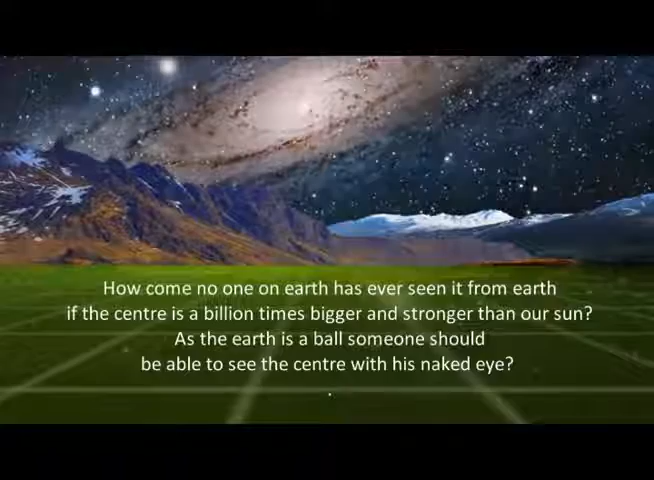 How come no one on earth has ever seen it from earth
if the centre is a billion times bigger and stronger than our sun?
As the earth is a ball someone should
be able to see the centre with his naked eye?
.